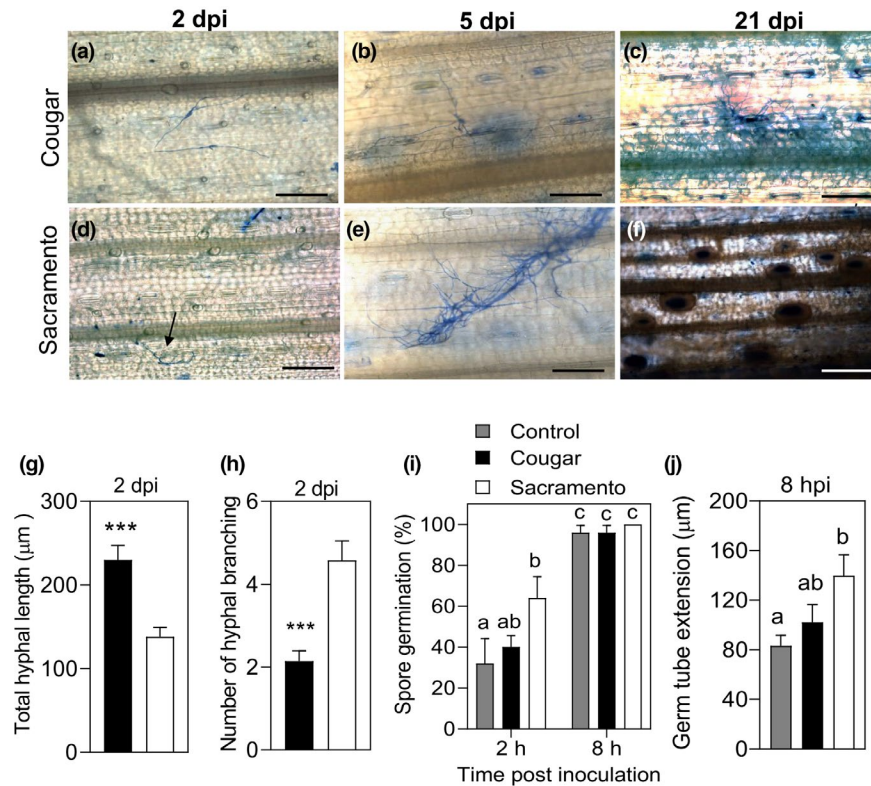 2 dpi 5 dpi 21 dpi
Cougar
(a) (b) (c)
Sacramento
(d) (e) (f)
Control
Cougar
Sacramento
(g) (h) (i) (j)
2 dpi
Total hyphal length (μm )
300
200
100
0
***
2 dpi
Number of hyphal branching
6
4
2
0
***
Spore germination (%)
100
80
60
40
20
0
a ab b c c c
2 h 8 h
Time post inoculation
8 hpi
Germ tube extension (μm)
200
160
120
80
40
0
a ab b